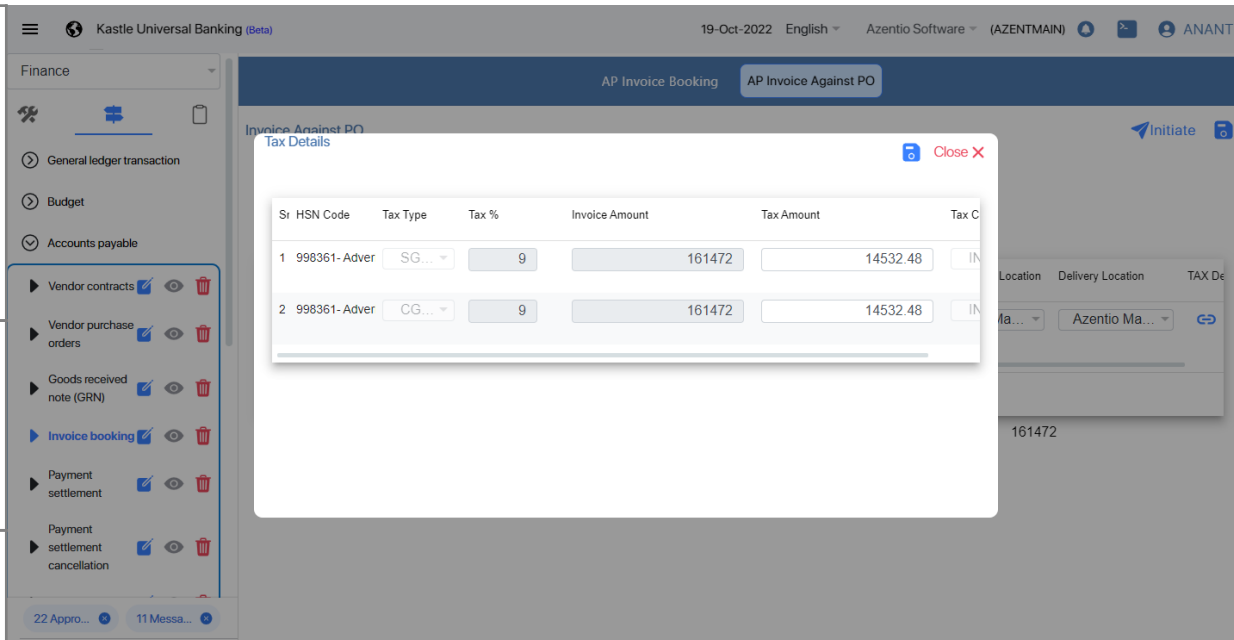 Kastle Universal Banking (Beta)
19-Oct-2022 English Azentio Software (AZENTMAIN) ANANT
Finance
AP Invoice Booking AP Invoice Against PO
Invoice Against PO
Initiate
General ledger transaction
Budget
Accounts payable
Vendor contracts
Vendor purchase
orders
Goods received
note (GRN)
Invoice booking
Payment
settlement
Payment
settlement
cancellation
22 Appro... 11 Messa...
Tax Details
Close
Sr HSN Code Tax Type Tax % Invoice Amount Tax Amount Tax C
1 998361- Adver SG... 9 161472 14532.48 IN
2 998361- Adver CG... 9 161472 14532.48 IN
Location Delivery Location TAX De
Ma... Azentio Ma...
161472